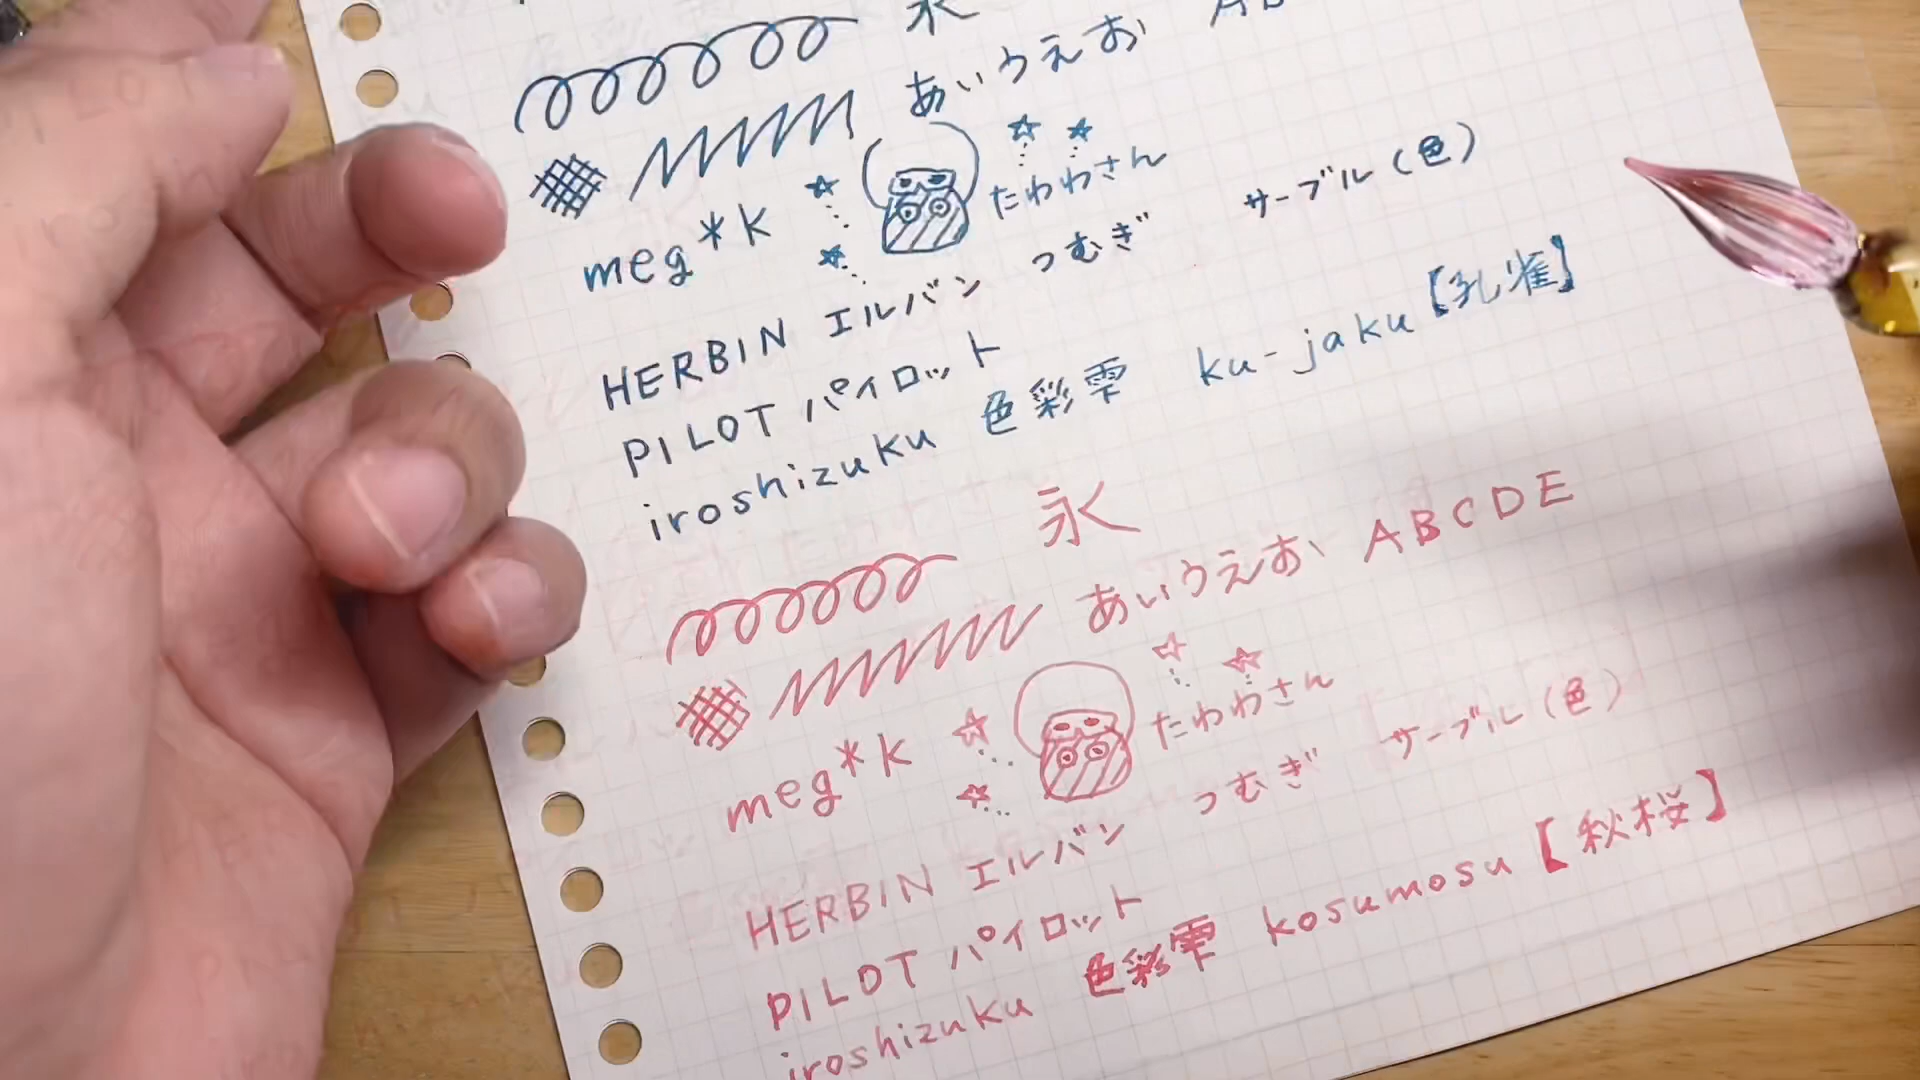 永
あいうえお AB
meg*k たわわさん
HERBIN エルバン つむぎ サーブル(色)
PILOT パイロット
iroshizuku 色彩雫 ku-jaku【孔雀】
永
あいうえお ABCDE
meg*k たわわさん
HERBIN エルバン つむぎ サーブル(色)
PILOT パイロット
iroshizuku 色彩雫 kosumosu【秋桜】